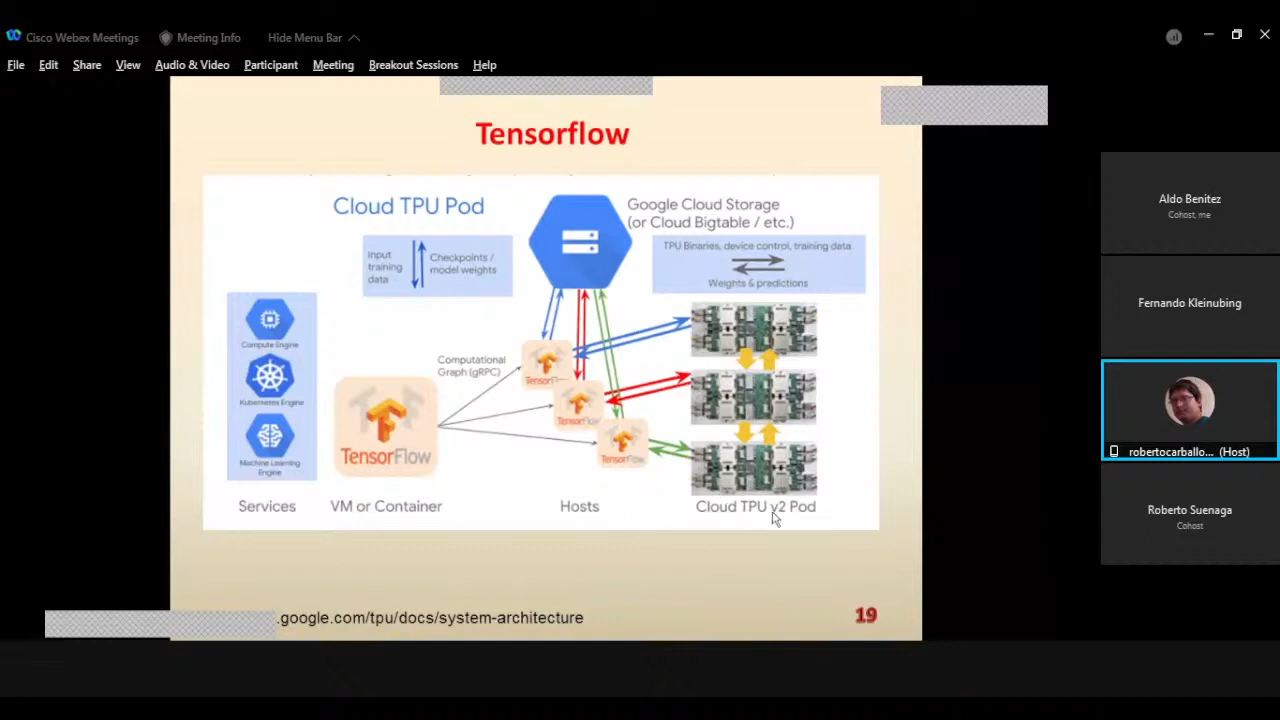 Cisco Webex Meetings
Meeting Info
Hide Menu Bar
File Edit Share View Audio & Video Participant Meeting Breakout Sessions Help
Tensorflow
Cloud TPU Pod
Google Cloud Storage
(or Cloud Bigtable / etc.)
Input
training
data
Checkpoints /
model weights
TPU Binaries, device control, training data
Weights & predictions
Compute Engine
Kubernetes Engine
Machine Learning
Engine
Computational
Graph (gRPC)
TensorFlow
TensorFlow
TensorFlow
TensorFlow
Services
VM or Container
Hosts
Cloud TPU v2 Pod
.google.com/tpu/docs/system-architecture
19
Aldo Benitez
Cohost, me
Fernando Kleinubing
robertocarballo... (Host)
Roberto Suenaga
Cohost